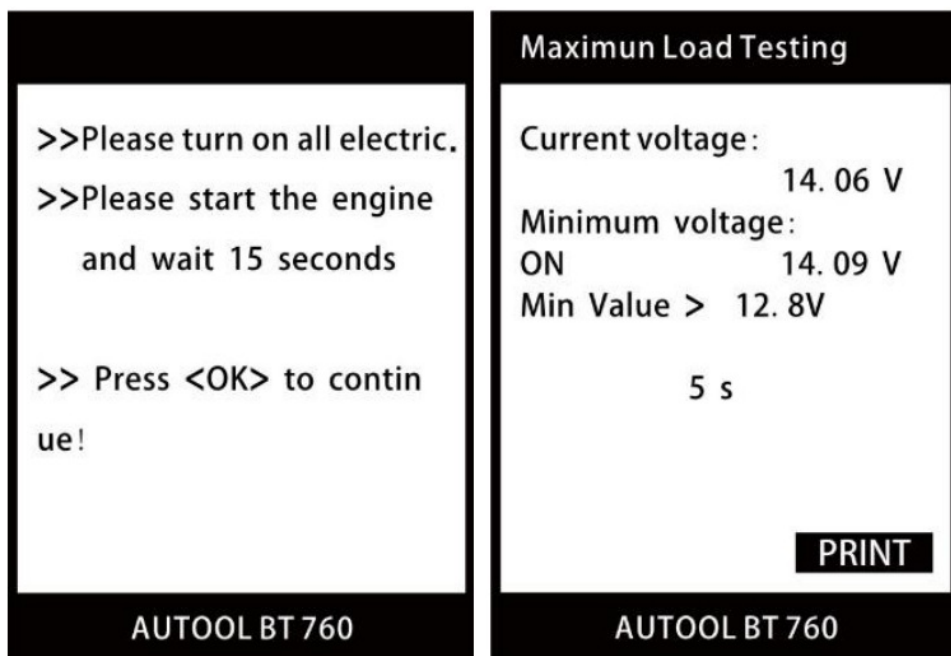 >>Please turn on all electric.
>>Please start the engine
and wait 15 seconds
>> Press <OK> to contin
ue!
AUTOOL BT 760
Maximun Load Testing
Current voltage:
14.06 V
Minimum voltage:
ON 14.09 V
Min Value > 12.8V
5 s
PRINT
AUTOOL BT 760